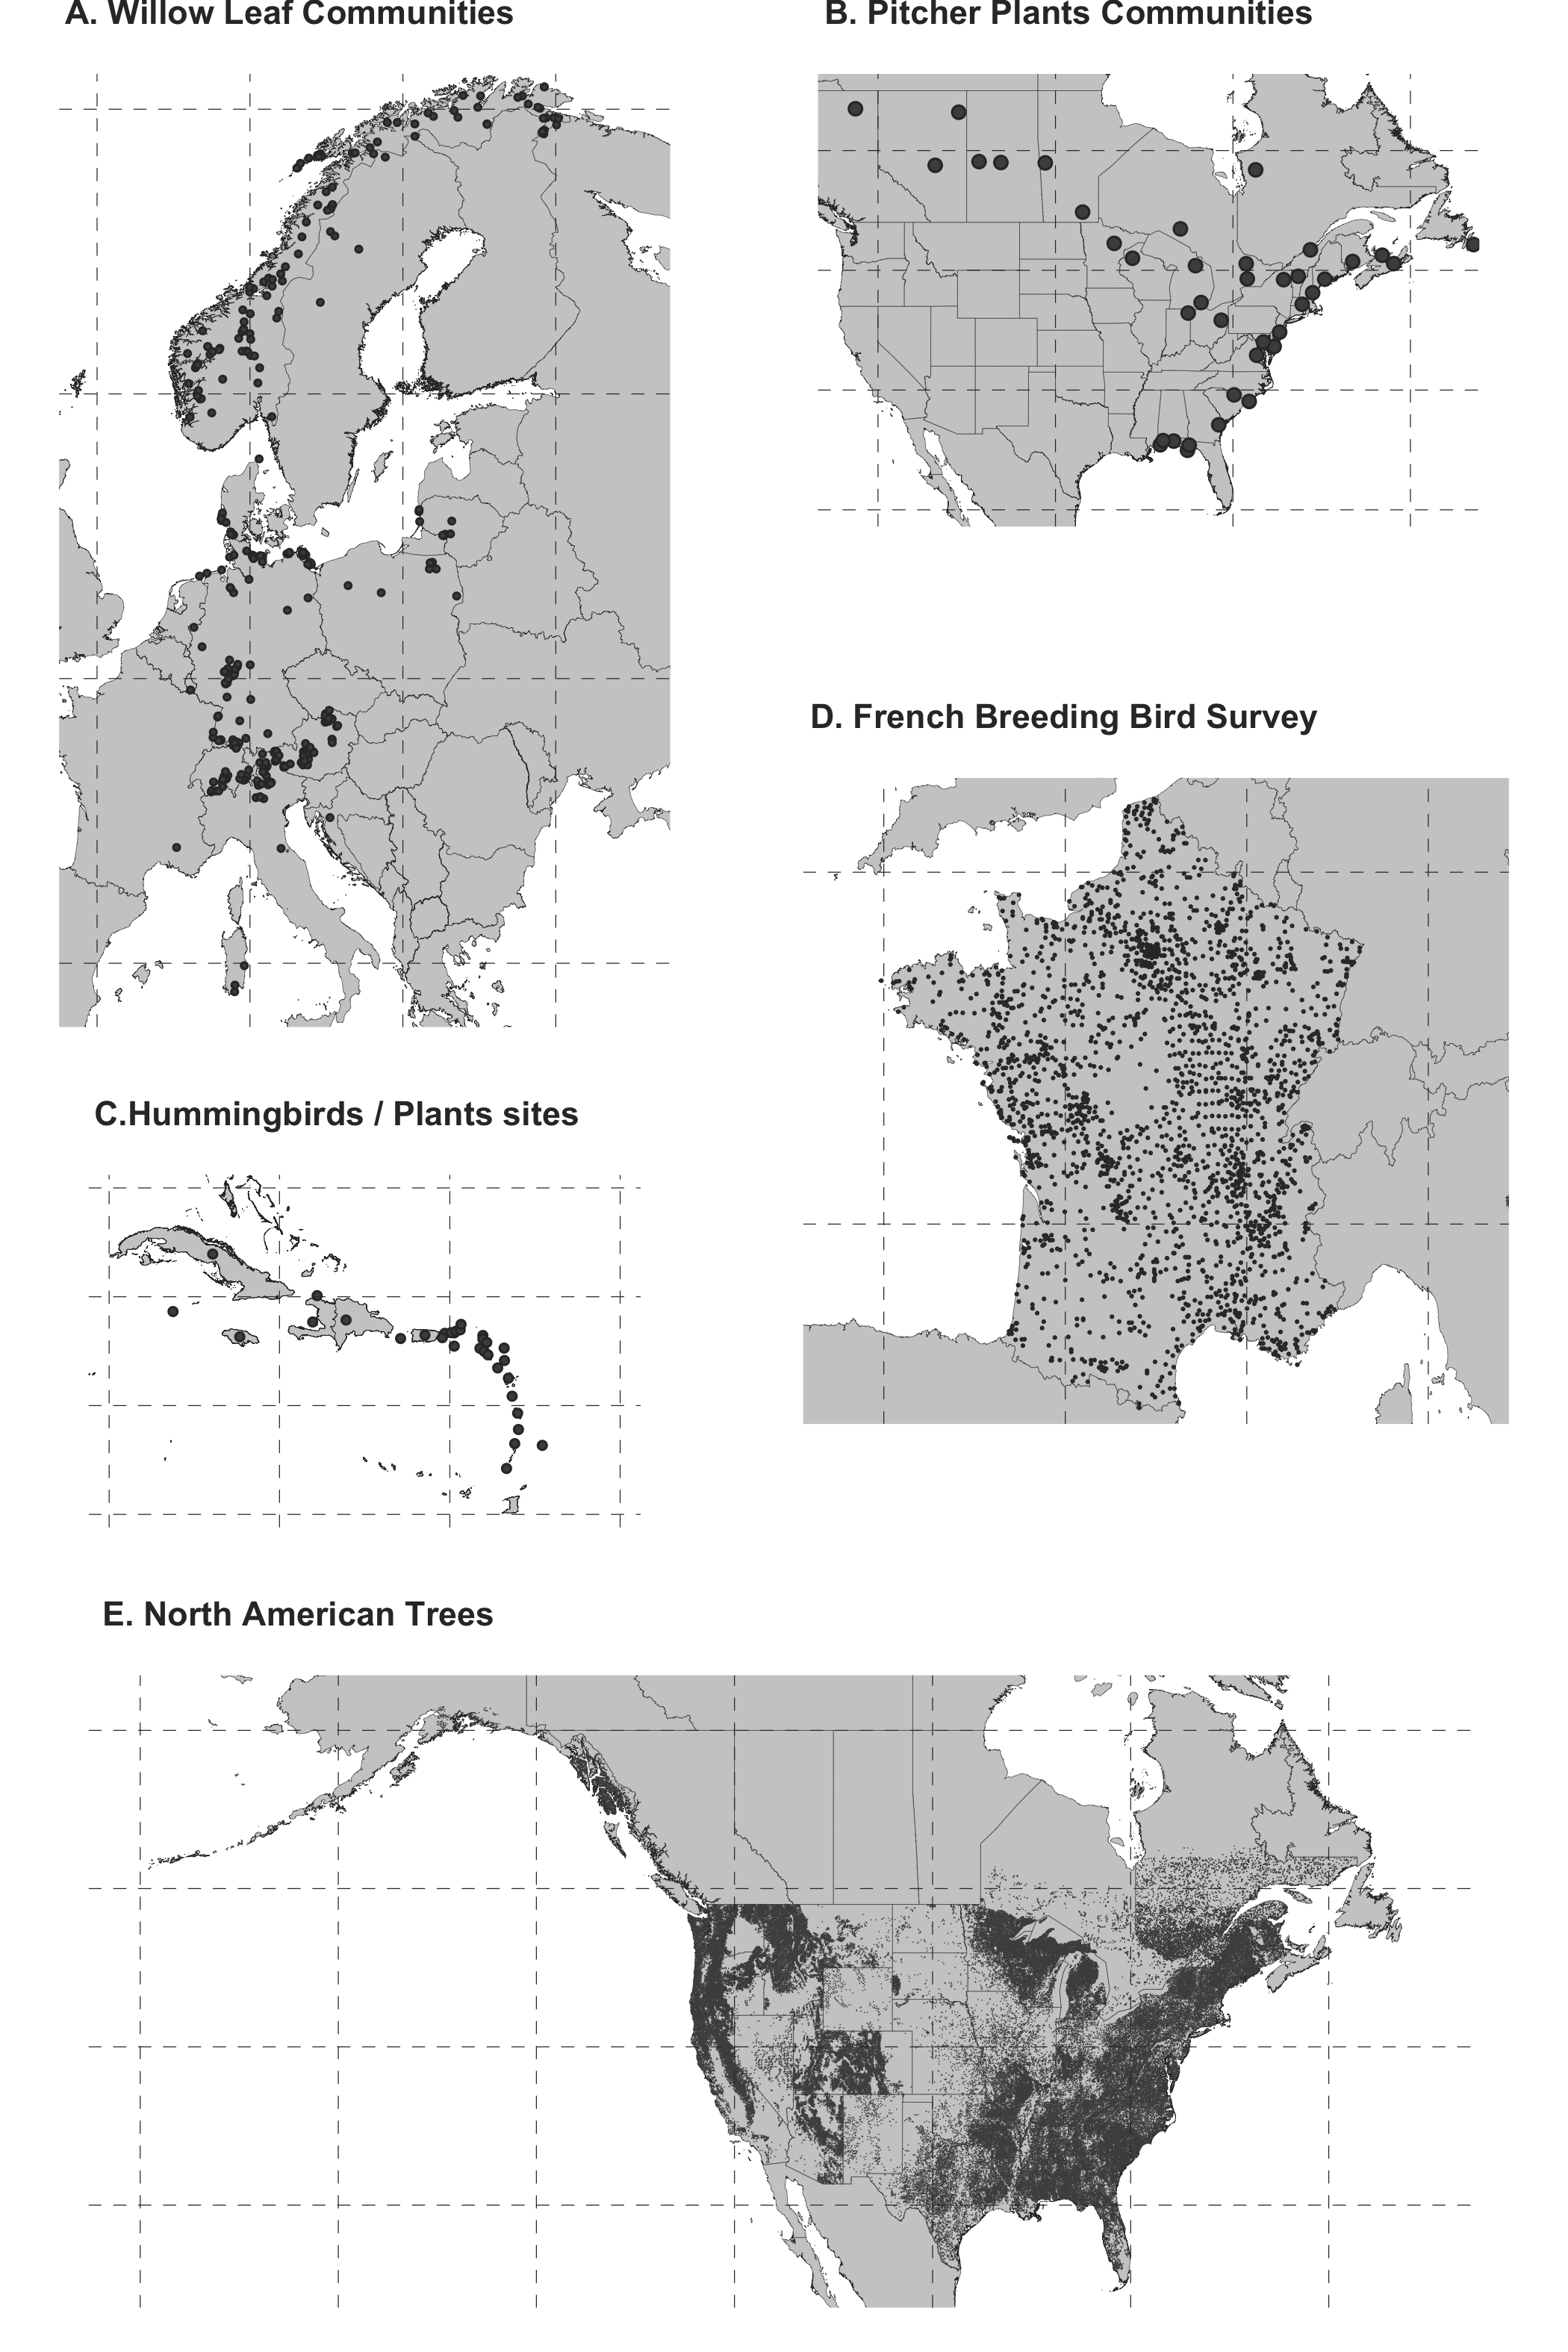 A. Willow Leaf Communities
B. Pitcher Plants Communities
D. French Breeding Bird Survey
C.Hummingbirds / Plants sites
E. North American Trees